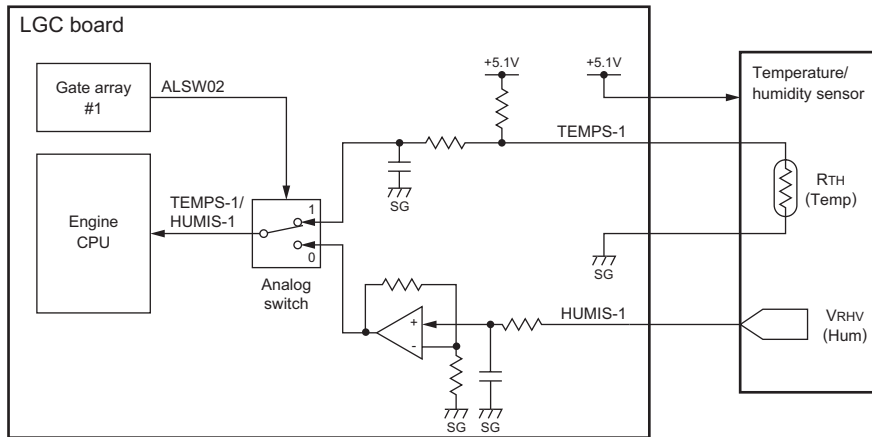 LGC board
Gate array
#1
ALSW02
+5.1V
+5.1V
Temperature/
humidity sensor
TEMPS-1
SG
RTH
(Temp)
SG
Engine
CPU
TEMPS-1/
HUMIS-1
1
0
Analog
switch
+
-
HUMIS-1
SG
SG
VRHV
(Hum)